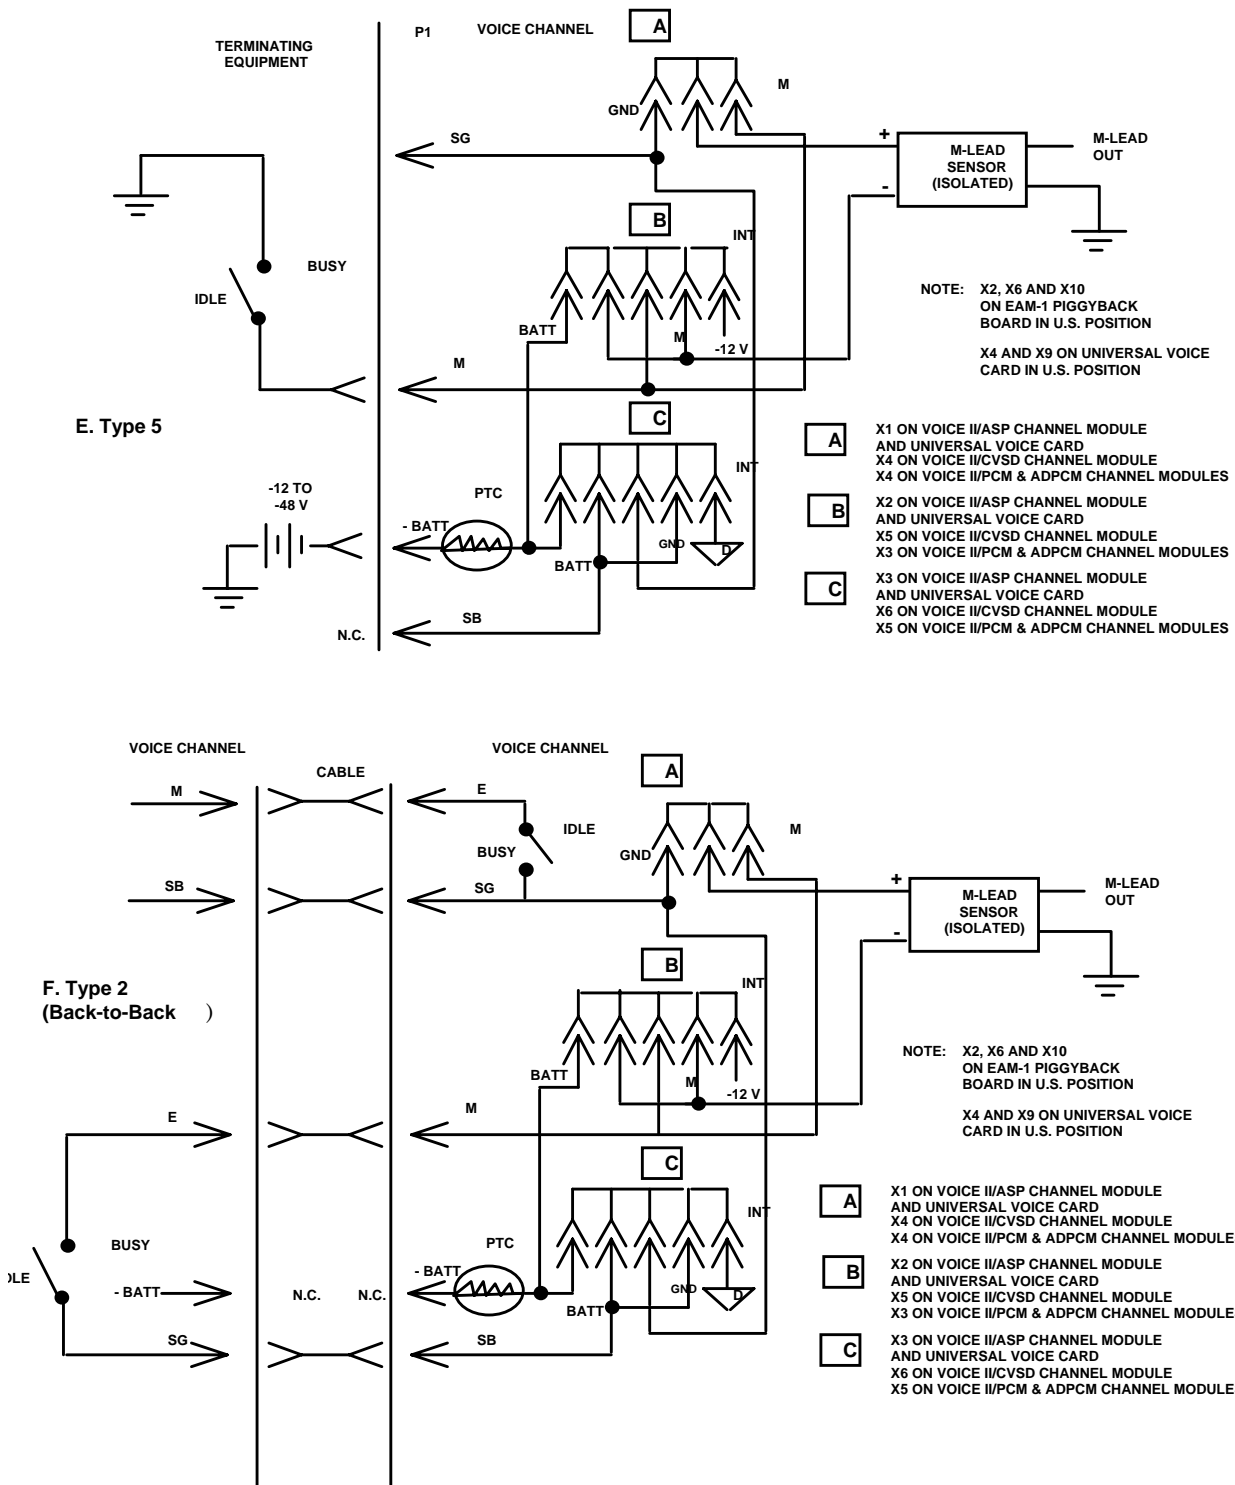 P1
VOICE CHANNEL
A
TERMINATING
EQUIPMENT
M
GND
SG
+
-
M-LEAD
SENSOR
(ISOLATED)
M-LEAD
OUT
B
INT
BUSY
IDLE
BATT
M
-12 V
NOTE: X2, X6 AND X10
ON EAM-1 PIGGYBACK
BOARD IN U.S. POSITION
X4 AND X9 ON UNIVERSAL VOICE
CARD IN U.S. POSITION
M
E. Type 5
C
INT
-12 TO
-48 V
PTC
- BATT
GND
D
BATT
SB
N.C.
A
X1 ON VOICE II/ASP CHANNEL MODULE
AND UNIVERSAL VOICE CARD
X4 ON VOICE II/CVSD CHANNEL MODULE
X4 ON VOICE II/PCM & ADPCM CHANNEL MODULES
B
X2 ON VOICE II/ASP CHANNEL MODULE
AND UNIVERSAL VOICE CARD
X5 ON VOICE II/CVSD CHANNEL MODULE
X3 ON VOICE II/PCM & ADPCM CHANNEL MODULES
C
X3 ON VOICE II/ASP CHANNEL MODULE
AND UNIVERSAL VOICE CARD
X6 ON VOICE II/CVSD CHANNEL MODULE
X5 ON VOICE II/PCM & ADPCM CHANNEL MODULES
VOICE CHANNEL
CABLE
VOICE CHANNEL
A
M
E
IDLE
BUSY
M
GND
SB
SG
+
-
M-LEAD
SENSOR
(ISOLATED)
M-LEAD
OUT
B
INT
F. Type 2
(Back-to-Back )
BATT
M
-12 V
NOTE: X2, X6 AND X10
ON EAM-1 PIGGYBACK
BOARD IN U.S. POSITION
X4 AND X9 ON UNIVERSAL VOICE
CARD IN U.S. POSITION
E
M
C
INT
BUSY
DLE
- BATT
N.C.
N.C.
PTC
- BATT
GND
D
BATT
SG
SB
A
X1 ON VOICE II/ASP CHANNEL MODULE
AND UNIVERSAL VOICE CARD
X4 ON VOICE II/CVSD CHANNEL MODULE
X4 ON VOICE II/PCM & ADPCM CHANNEL MODULE
B
X2 ON VOICE II/ASP CHANNEL MODULE
AND UNIVERSAL VOICE CARD
X5 ON VOICE II/CVSD CHANNEL MODULE
X3 ON VOICE II/PCM & ADPCM CHANNEL MODULE
C
X3 ON VOICE II/ASP CHANNEL MODULE
AND UNIVERSAL VOICE CARD
X6 ON VOICE II/CVSD CHANNEL MODULE
X5 ON VOICE II/PCM & ADPCM CHANNEL MODULE